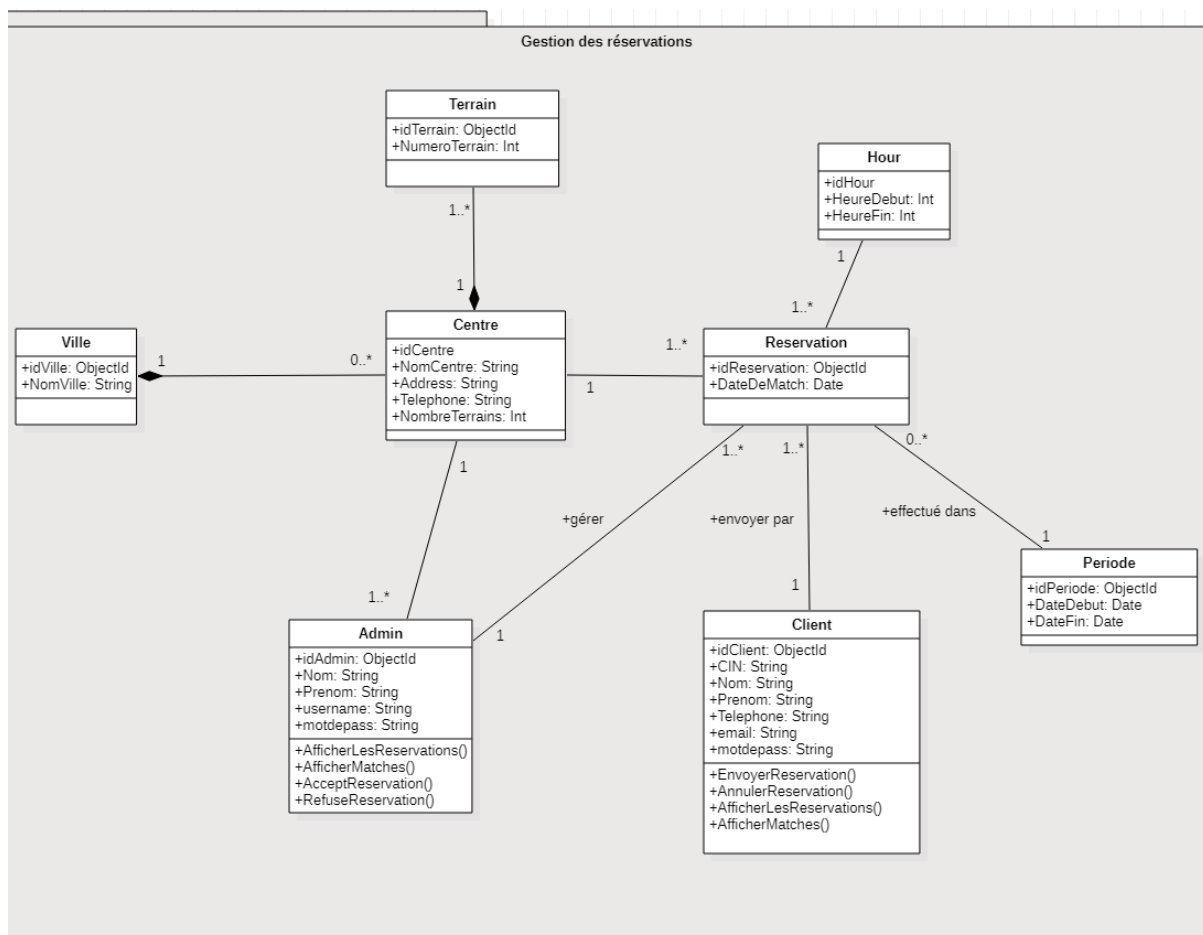 Gestion des réservations
Terrain
+idTerrain: ObjectId
+NumeroTerrain: Int
Hour
+idHour
+HeureDebut: Int
+HeureFin: Int
1..*
1
1
1..*
Ville
+idVille: ObjectId
+NomVille: String
1
0..*
Centre
+idCentre
+NomCentre: String
+Address: String
+Telephone: String
+NombreTerrains: Int
1..*
1
Reservation
+idReservation: ObjectId
+DateDeMatch: Date
1
1..*
1..*
0..*
+gérer
+envoyer par
+effectué dans
1
1..*
1
1
Periode
+idPeriode: ObjectId
+DateDebut: Date
+DateFin: Date
Admin
+idAdmin: ObjectId
+Nom: String
+Prenom: String
+username: String
+motdepass: String
+AfficherLesReservations()
+AfficherMatches()
+AcceptReservation()
+RefuseReservation()
Client
+idClient: ObjectId
+CIN: String
+Nom: String
+Prenom: String
+Telephone: String
+email: String
+motdepass: String
+EnvoyerReservation()
+AnnulerReservation()
+AfficherLesReservations()
+AfficherMatches()